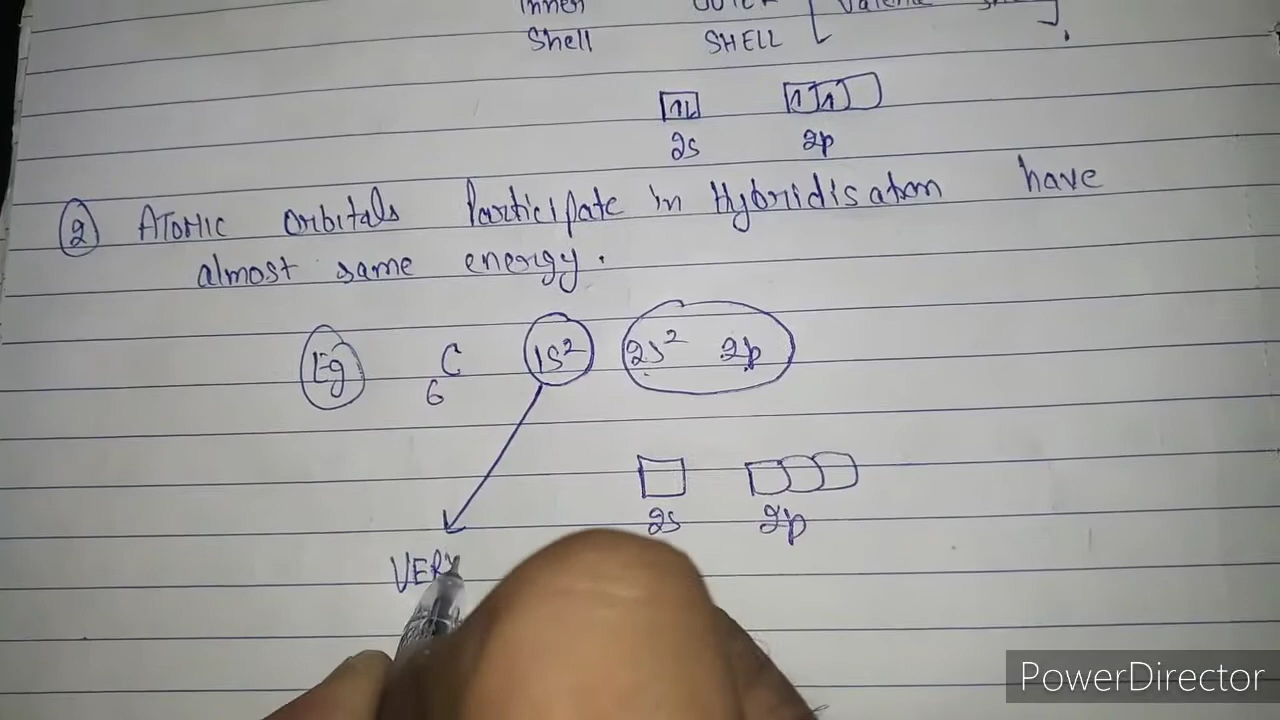 Inner OUTER Valence
Shell SHELL
2s 2p
② ATOMIC Orbitals Participate in Hybridisation have
almost same energy.
Eg 6C 1s² 2s² 2p
2s 2p
VERY
PowerDirector